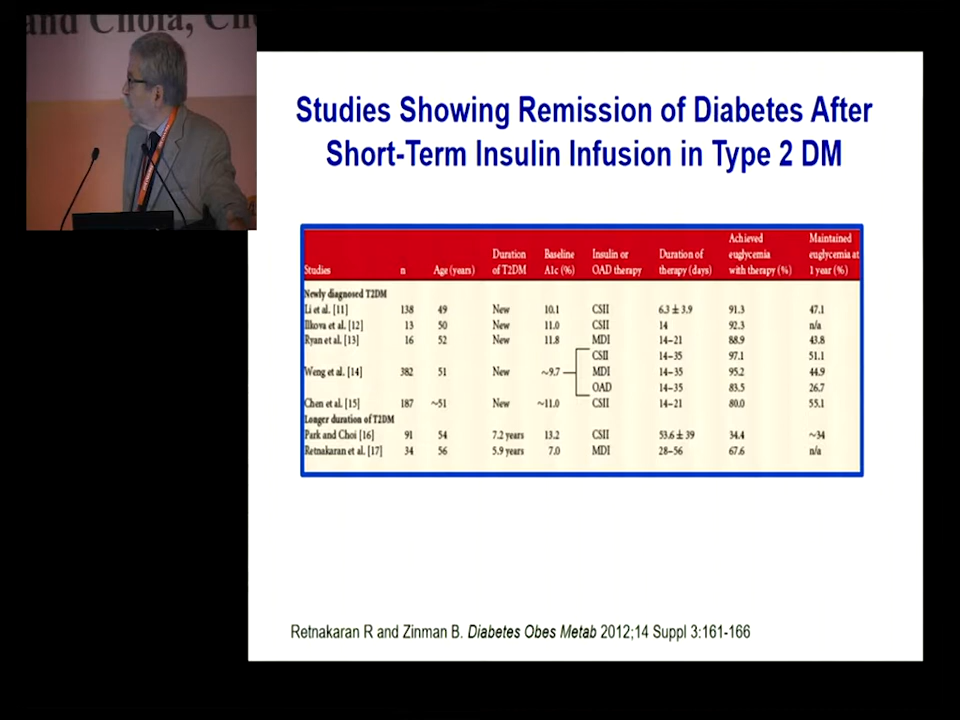 and Chola, Ch
Studies Showing Remission of Diabetes After
Short-Term Insulin Infusion in Type 2 DM
Studies n Age (years) Duration of T2DM Baseline A1c (%) Insulin or OAD therapy Duration of therapy (days) Achieved euglycemia with therapy (%) Maintained euglycemia at 1 year (%)
Newly diagnosed T2DM
Li et al. [11] 138 49 New 10.1 CSII 6.3 ± 3.9 91.3 47.1
Ilkova et al. [12] 13 50 New 11.0 CSII 14 92.3 n/a
Ryan et al. [13] 16 52 New 11.8 MDI 14–21 88.9 43.8
CSII 14–35 97.1 51.1
Weng et al. [14] 382 51 New ~9.7 MDI 14–35 95.2 44.9
OAD 14–35 83.5 26.7
Chen et al. [15] 187 ~51 New ~11.0 CSII 14–21 80.0 55.1
Longer duration of T2DM
Park and Choi [16] 91 54 7.2 years 13.2 CSII 53.6 ± 39 34.4 ~34
Retnakaran et al. [17] 34 56 5.9 years 7.0 MDI 28–56 67.6 n/a
Retnakaran R and Zinman B. Diabetes Obes Metab 2012;14 Suppl 3:161-166